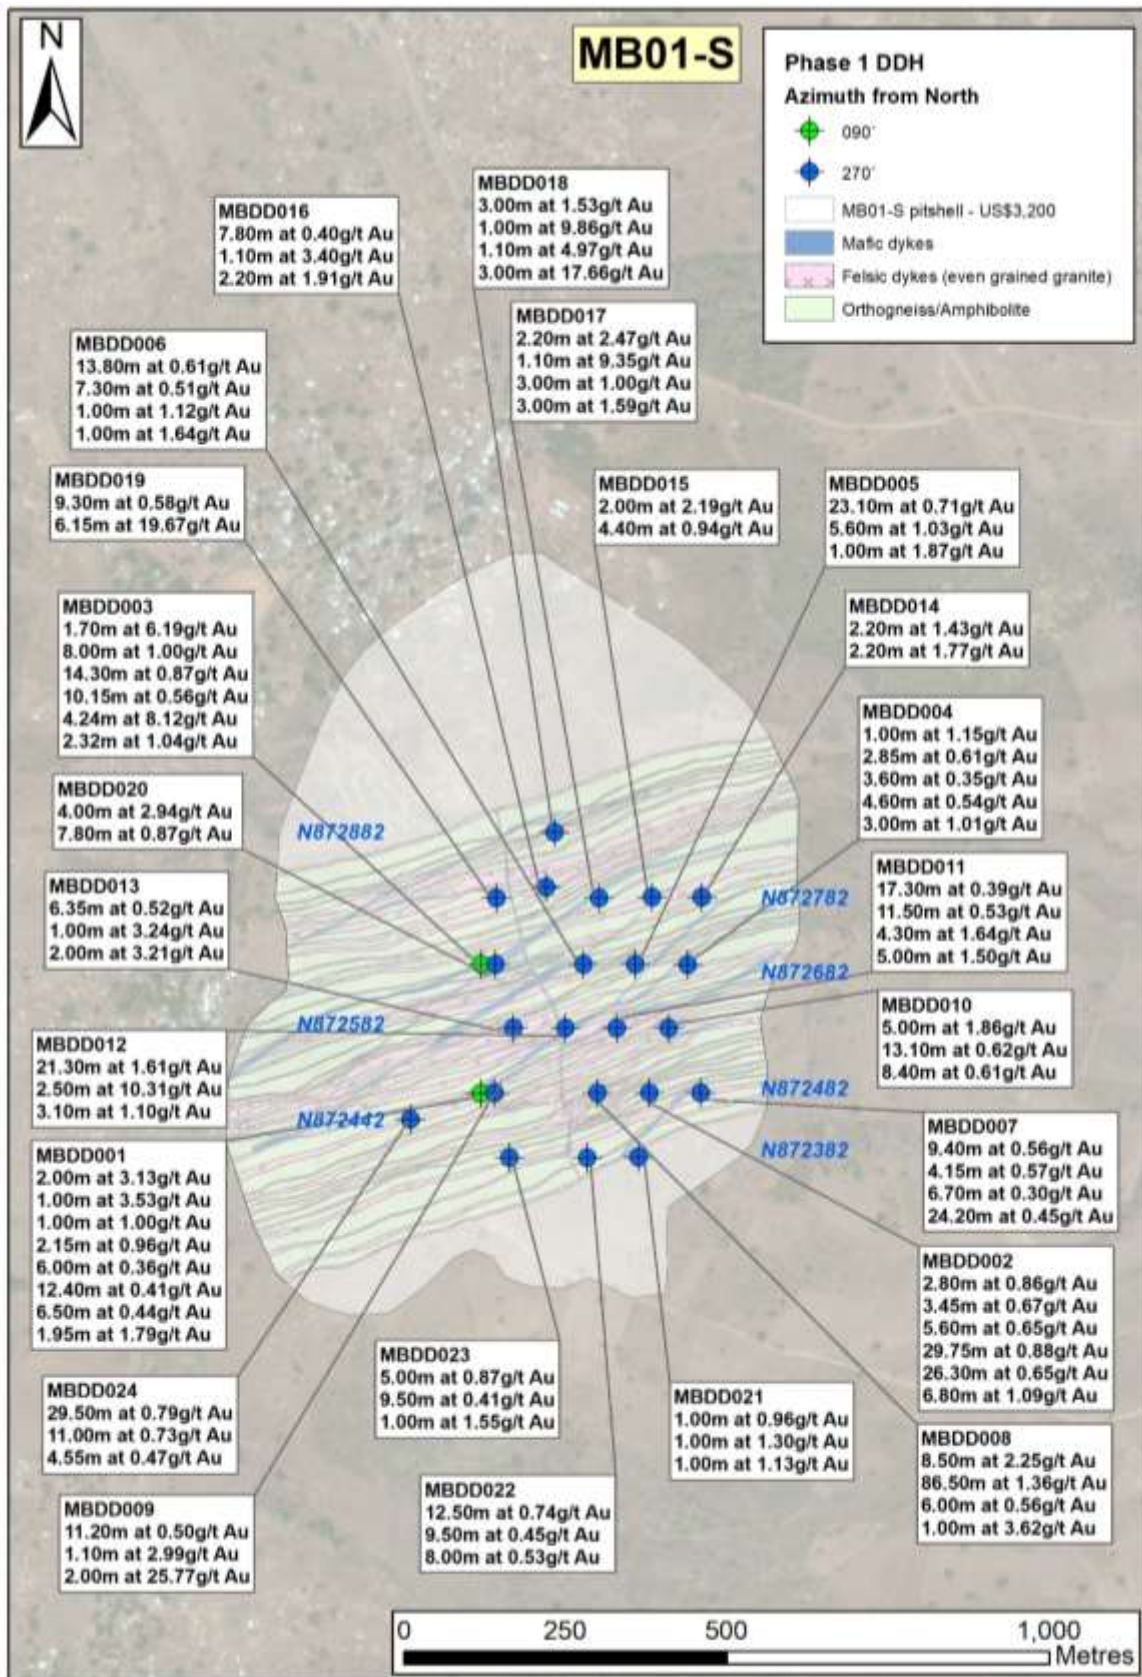 N
MB01-S
Phase 1 DDH
Azimuth from North
090°
270°
MB01-S pitshell - US$3,200
Mafic dykes
Felsic dykes (even grained granite)
Orthogneiss/Amphibolite
MBDD018
3.00m at 1.53g/t Au
1.00m at 9.86g/t Au
1.10m at 4.97g/t Au
3.00m at 17.66g/t Au
MBDD016
7.80m at 0.40g/t Au
1.10m at 3.40g/t Au
2.20m at 1.91g/t Au
MBDD017
2.20m at 2.47g/t Au
1.10m at 9.35g/t Au
3.00m at 1.00g/t Au
3.00m at 1.59g/t Au
MBDD006
13.80m at 0.61g/t Au
7.30m at 0.51g/t Au
1.00m at 1.12g/t Au
1.00m at 1.64g/t Au
MBDD019
9.30m at 0.58g/t Au
6.15m at 19.67g/t Au
MBDD015
2.00m at 2.19g/t Au
4.40m at 0.94g/t Au
MBDD005
23.10m at 0.71g/t Au
5.60m at 1.03g/t Au
1.00m at 1.87g/t Au
MBDD003
1.70m at 6.19g/t Au
8.00m at 1.00g/t Au
14.30m at 0.87g/t Au
10.15m at 0.56g/t Au
4.24m at 8.12g/t Au
2.32m at 1.04g/t Au
MBDD014
2.20m at 1.43g/t Au
2.20m at 1.77g/t Au
MBDD004
1.00m at 1.15g/t Au
2.85m at 0.61g/t Au
3.60m at 0.35g/t Au
4.60m at 0.54g/t Au
3.00m at 1.01g/t Au
MBDD020
4.00m at 2.94g/t Au
7.80m at 0.87g/t Au
N872882
N872782
MBDD013
6.35m at 0.52g/t Au
1.00m at 3.24g/t Au
2.00m at 3.21g/t Au
MBDD011
17.30m at 0.39g/t Au
11.50m at 0.53g/t Au
4.30m at 1.64g/t Au
5.00m at 1.50g/t Au
N872682
N872582
MBDD010
5.00m at 1.86g/t Au
13.10m at 0.62g/t Au
8.40m at 0.61g/t Au
MBDD012
21.30m at 1.61g/t Au
2.50m at 10.31g/t Au
3.10m at 1.10g/t Au
N872482
N872442
MBDD007
9.40m at 0.56g/t Au
4.15m at 0.57g/t Au
6.70m at 0.30g/t Au
24.20m at 0.45g/t Au
N872382
MBDD001
2.00m at 3.13g/t Au
1.00m at 3.53g/t Au
1.00m at 1.00g/t Au
2.15m at 0.96g/t Au
6.00m at 0.36g/t Au
12.40m at 0.41g/t Au
6.50m at 0.44g/t Au
1.95m at 1.79g/t Au
MBDD002
2.80m at 0.86g/t Au
3.45m at 0.67g/t Au
5.60m at 0.65g/t Au
29.75m at 0.88g/t Au
26.30m at 0.65g/t Au
6.80m at 1.09g/t Au
MBDD023
5.00m at 0.87g/t Au
9.50m at 0.41g/t Au
1.00m at 1.55g/t Au
MBDD024
29.50m at 0.79g/t Au
11.00m at 0.73g/t Au
4.55m at 0.47g/t Au
MBDD021
1.00m at 0.96g/t Au
1.00m at 1.30g/t Au
1.00m at 1.13g/t Au
MBDD008
8.50m at 2.25g/t Au
86.50m at 1.36g/t Au
6.00m at 0.56g/t Au
1.00m at 3.62g/t Au
MBDD022
12.50m at 0.74g/t Au
9.50m at 0.45g/t Au
8.00m at 0.53g/t Au
MBDD009
11.20m at 0.50g/t Au
1.10m at 2.99g/t Au
2.00m at 25.77g/t Au
0 250 500 1,000
Metres